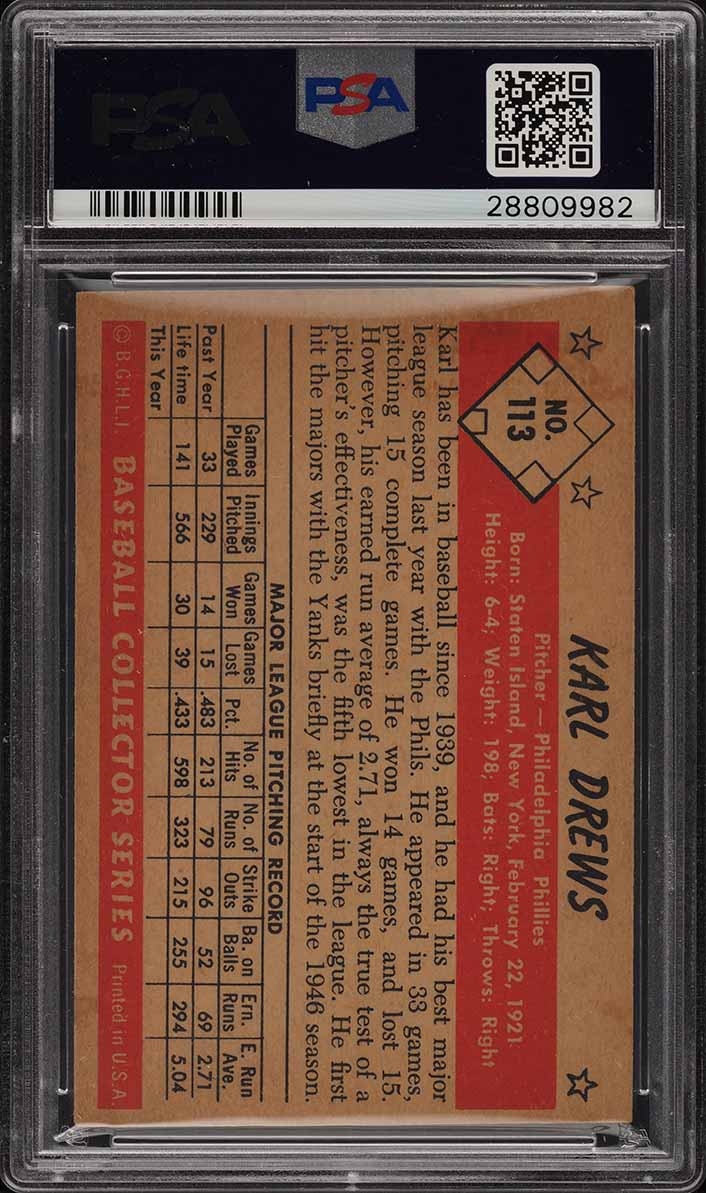 PSA
PSA
28809982
NO.
113
KARL DREWS
Pitcher — Philadelphia Phillies
Born: Staten Island, New York, February 22, 1921
Height: 6-4; Weight: 198; Bats: Right; Throws: Right
Karl has been in baseball since 1939, and he had his best major
league season last year with the Phils. He appeared in 33 games,
pitching 15 complete games. He won 14 games, and lost 15.
However, his earned run average of 2.71, always the true test of a
pitcher's effectiveness, was the fifth lowest in the league. He first
hit the majors with the Yanks briefly at the start of the 1946 season.
MAJOR LEAGUE PITCHING RECORD
Games Innings Games Games No. of No. of Strike Ba. on Ern. E. Run
Played Pitched Won Lost Pct. Hits Runs Outs Balls Runs Ave.
Past Year 33 229 14 15 .483 213 79 96 52 69 2.71
Life time 141 566 30 39 .433 598 323 215 255 294 5.04
This Year
© B.G.H.L.I. BASEBALL COLLECTOR SERIES Printed in U.S.A.